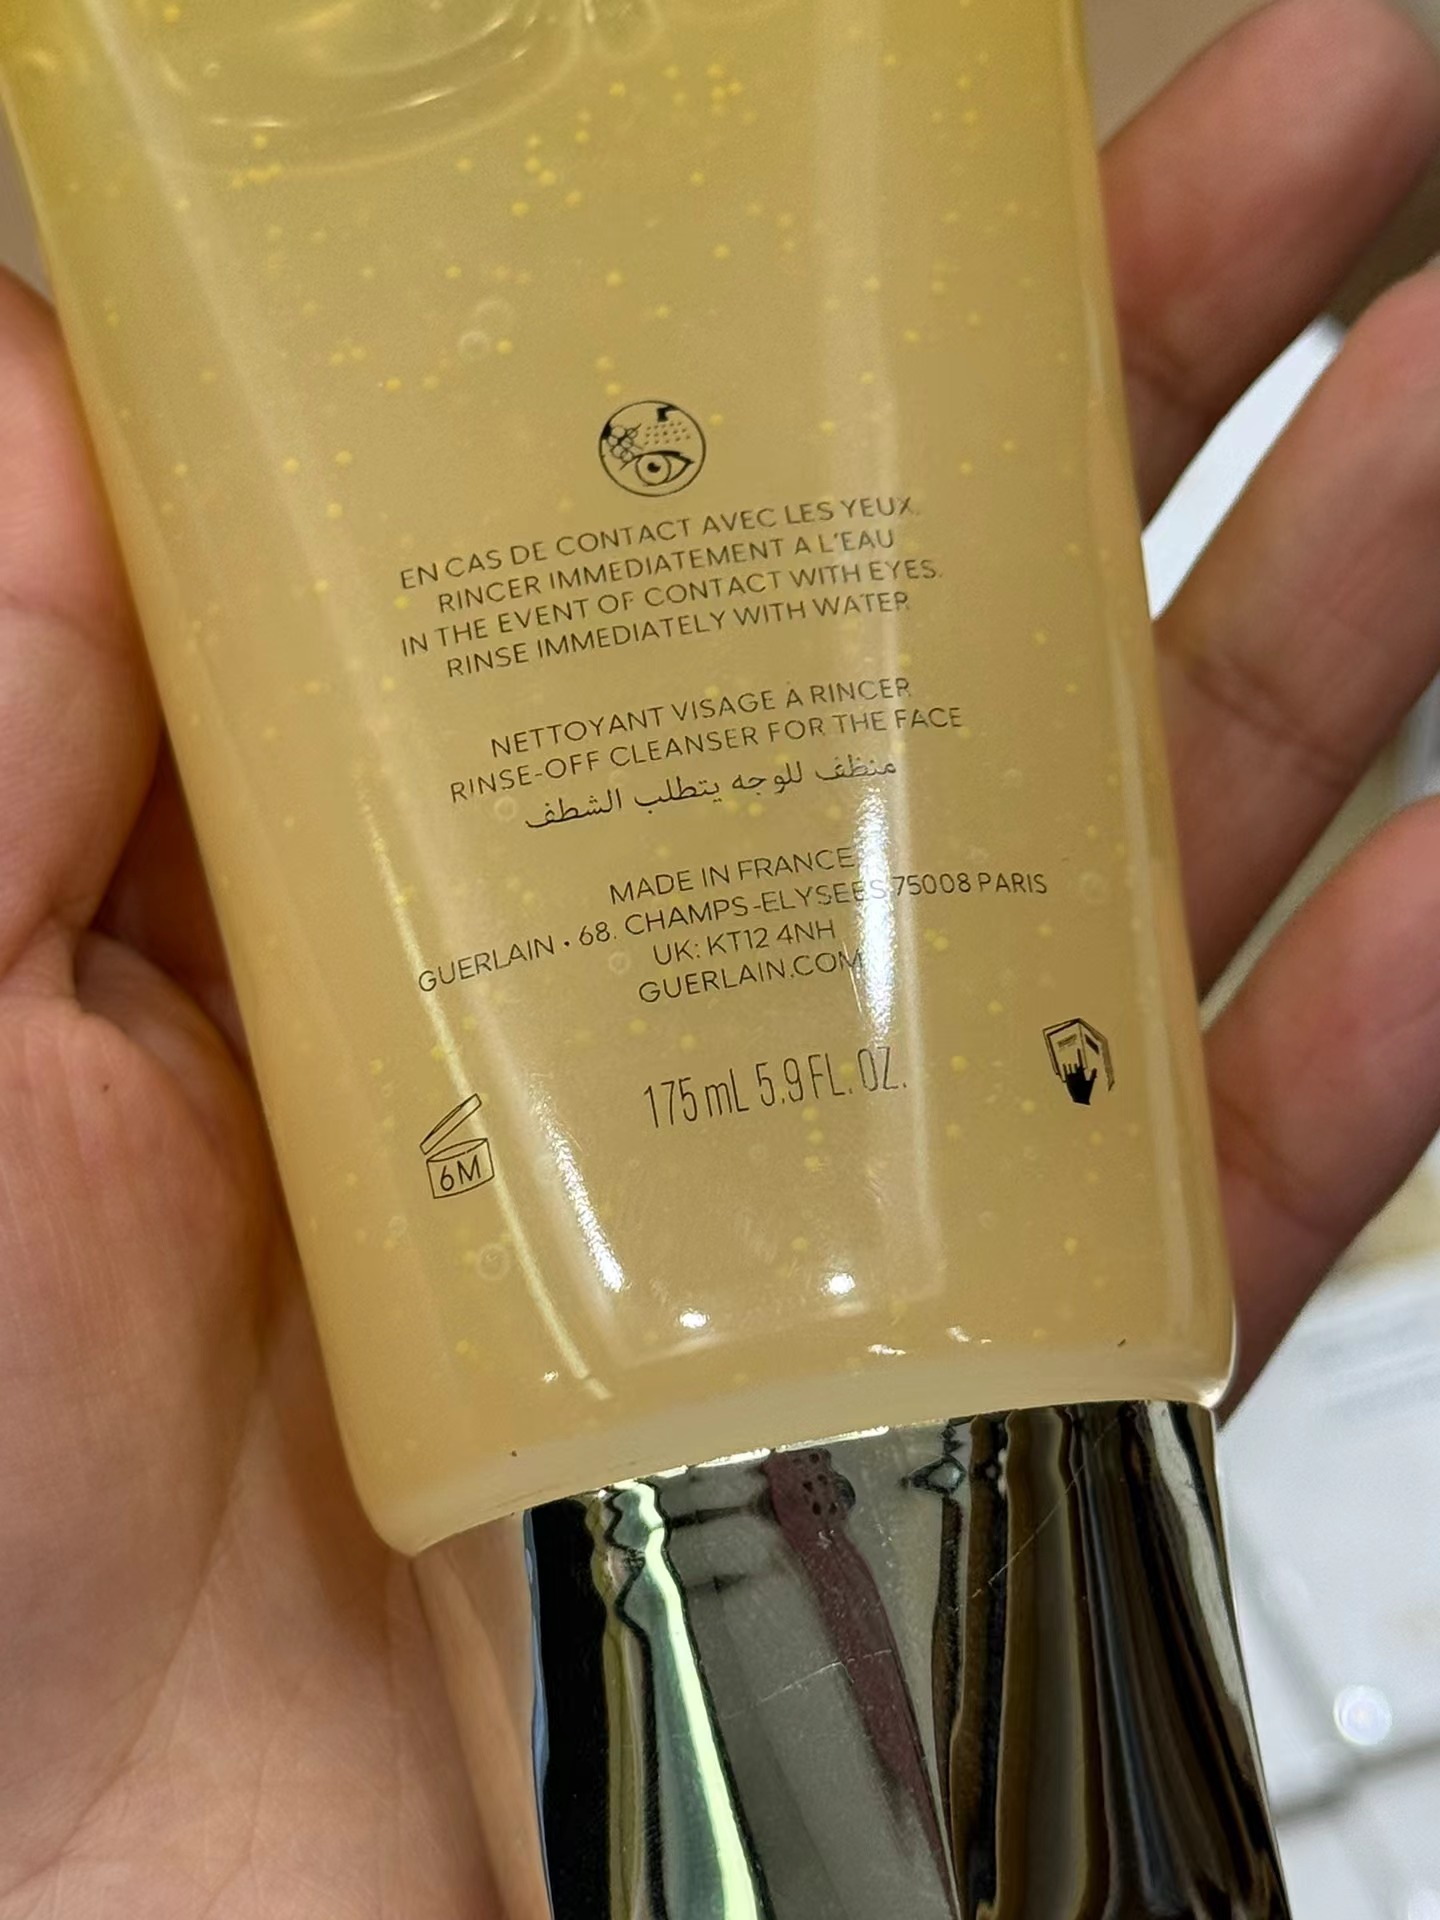 EN CAS DE CONTACT AVEC LES YEUX,
RINCER IMMEDIATEMENT A L'EAU
IN THE EVENT OF CONTACT WITH EYES,
RINSE IMMEDIATELY WITH WATER
NETTOYANT VISAGE À RINCER
RINSE-OFF CLEANSER FOR THE FACE
منظف للوجه يتطلب الشطف
MADE IN FRANCE
GUERLAIN • 68, CHAMPS-ELYSEES 75008 PARIS
UK: KT12 4NH
GUERLAIN.COM
175 mL 5.9 FL. OZ.
6M